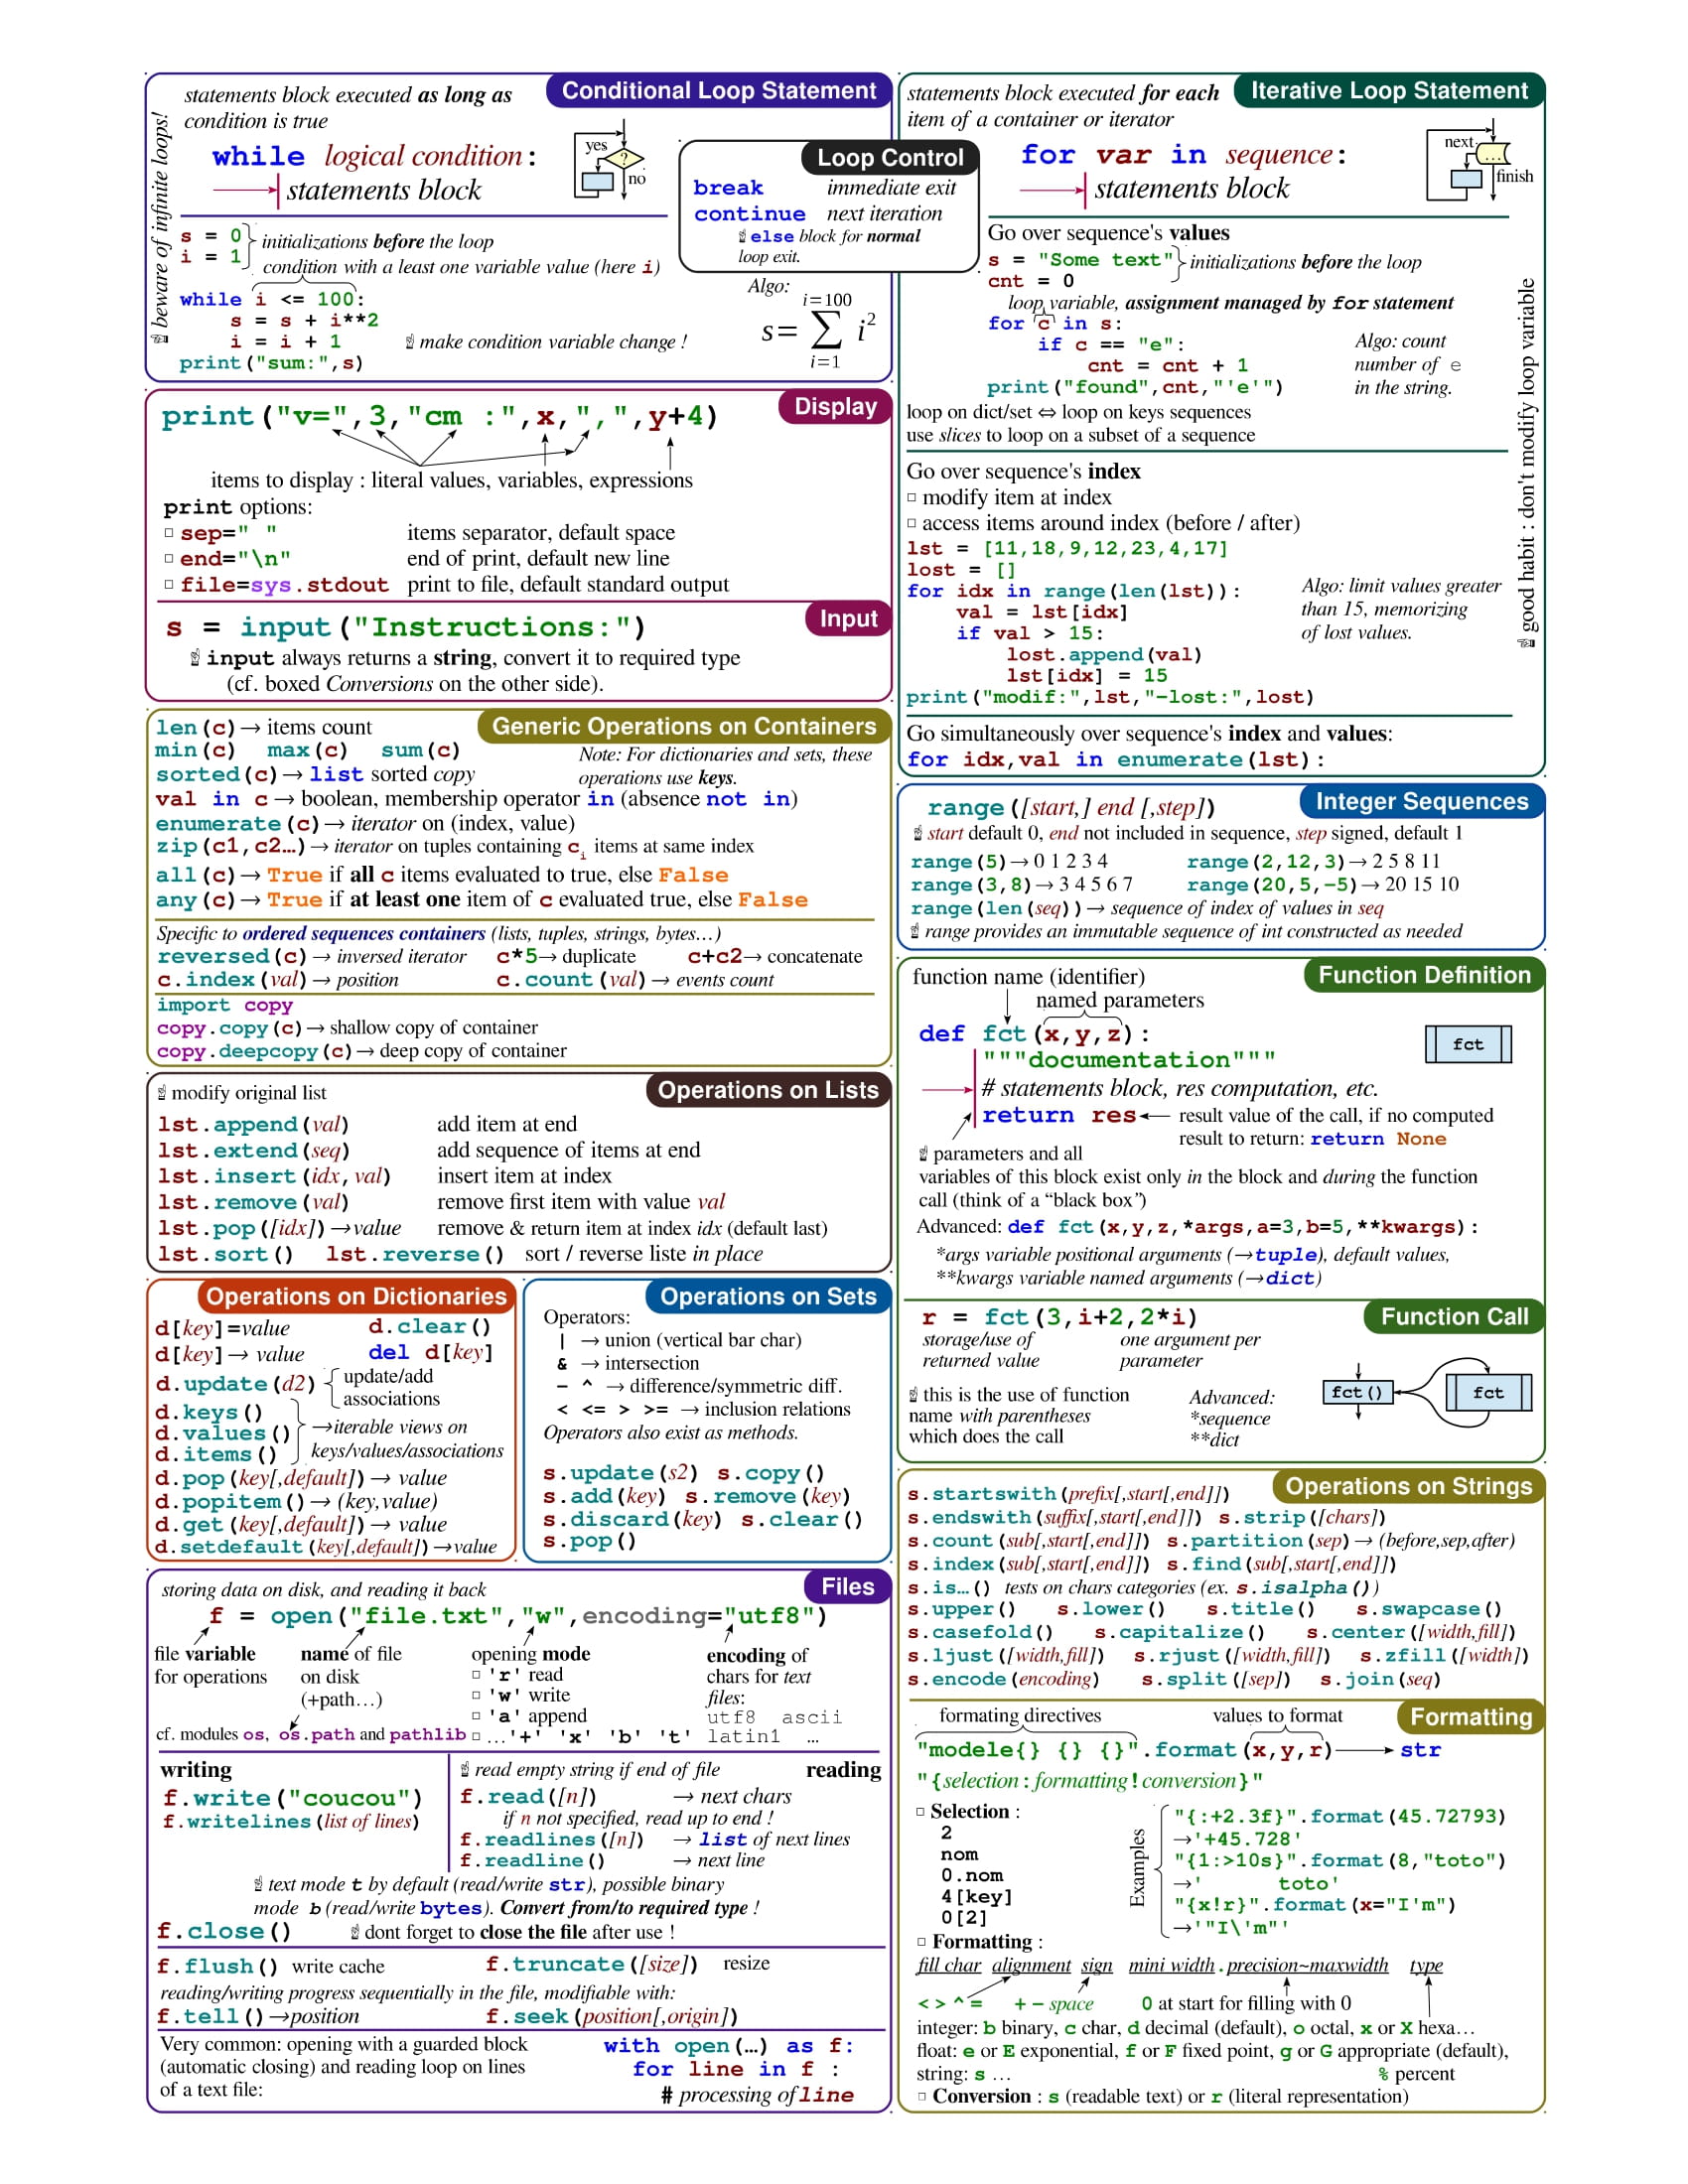 Conditional Loop Statement
statements block executed as long as
condition is true
while logical condition:
statements block
yes
?
no
beware of infinite loops!
s = 0
i = 1
initializations before the loop
condition with a least one variable value (here i)
while i <= 100:
s = s + i**2
i = i + 1
print("sum:",s)
☝ make condition variable change !
Algo:
i=100
s= ∑ i²
i=1
Loop Control
break immediate exit
continue next iteration
☝ else block for normal
loop exit.
Display
print("v=",3,"cm :",x,",",y+4)
items to display : literal values, variables, expressions
print options:
□ sep=" " items separator, default space
□ end="\n" end of print, default new line
□ file=sys.stdout print to file, default standard output
Input
s = input("Instructions:")
☝ input always returns a string, convert it to required type
(cf. boxed Conversions on the other side).
Generic Operations on Containers
len(c)→ items count
min(c) max(c) sum(c)
sorted(c)→ list sorted copy
Note: For dictionaries and sets, these
operations use keys.
val in c → boolean, membership operator in (absence not in)
enumerate(c)→ iterator on (index, value)
zip(c1,c2…)→ iterator on tuples containing ci items at same index
all(c)→ True if all c items evaluated to true, else False
any(c)→ True if at least one item of c evaluated true, else False
Specific to ordered sequences containers (lists, tuples, strings, bytes…)
reversed(c)→ inversed iterator c*5→ duplicate c+c2→ concatenate
c.index(val)→ position c.count(val)→ events count
import copy
copy.copy(c)→ shallow copy of container
copy.deepcopy(c)→ deep copy of container
Operations on Lists
☝ modify original list
lst.append(val) add item at end
lst.extend(seq) add sequence of items at end
lst.insert(idx,val) insert item at index
lst.remove(val) remove first item with value val
lst.pop([idx])→value remove & return item at index idx (default last)
lst.sort() lst.reverse() sort / reverse liste in place
Operations on Dictionaries
d[key]=value d.clear()
d[key]→ value del d[key]
d.update(d2) update/add
associations
d.keys()
d.values() →iterable views on
d.items() keys/values/associations
d.pop(key[,default])→ value
d.popitem()→ (key,value)
d.get(key[,default])→ value
d.setdefault(key[,default])→value
Operations on Sets
Operators:
| → union (vertical bar char)
& → intersection
- ^ → difference/symmetric diff.
< <= > >= → inclusion relations
Operators also exist as methods.
s.update(s2) s.copy()
s.add(key) s.remove(key)
s.discard(key) s.clear()
s.pop()
Files
storing data on disk, and reading it back
f = open("file.txt","w",encoding="utf8")
file variable
for operations
name of file
on disk
(+path…)
opening mode
□ 'r' read
□ 'w' write
□ 'a' append
□ …'+' 'x' 'b' 't'
encoding of
chars for text
files:
utf8 ascii
latin1 …
cf. modules os, os.path and pathlib
writing
f.write("coucou")
f.writelines(list of lines)
☝ read empty string if end of file reading
f.read([n]) → next chars
if n not specified, read up to end !
f.readlines([n]) → list of next lines
f.readline() → next line
☝ text mode t by default (read/write str), possible binary
mode b (read/write bytes). Convert from/to required type !
f.close() ☝ dont forget to close the file after use !
f.flush() write cache f.truncate([size]) resize
reading/writing progress sequentially in the file, modifiable with:
f.tell()→position f.seek(position[,origin])
Very common: opening with a guarded block
(automatic closing) and reading loop on lines
of a text file:
with open(…) as f:
for line in f :
# processing of line
Iterative Loop Statement
statements block executed for each
item of a container or iterator
for var in sequence:
statements block
next
…
finish
good habit : don't modify loop variable
Go over sequence's values
s = "Some text"
cnt = 0
initializations before the loop
loop variable, assignment managed by for statement
for c in s:
if c == "e":
cnt = cnt + 1
print("found",cnt,"'e'")
Algo: count
number of e
in the string.
loop on dict/set ⇔ loop on keys sequences
use slices to loop on a subset of a sequence
Go over sequence's index
□ modify item at index
□ access items around index (before / after)
lst = [11,18,9,12,23,4,17]
lost = []
for idx in range(len(lst)):
val = lst[idx]
if val > 15:
lost.append(val)
lst[idx] = 15
print("modif:",lst,"-lost:",lost)
Algo: limit values greater
than 15, memorizing
of lost values.
Go simultaneously over sequence's index and values:
for idx,val in enumerate(lst):
Integer Sequences
range([start,] end [,step])
☝ start default 0, end not included in sequence, step signed, default 1
range(5)→ 0 1 2 3 4 range(2,12,3)→ 2 5 8 11
range(3,8)→ 3 4 5 6 7 range(20,5,-5)→ 20 15 10
range(len(seq))→ sequence of index of values in seq
☝ range provides an immutable sequence of int constructed as needed
Function Definition
function name (identifier)
named parameters
def fct(x,y,z):
"""documentation"""
# statements block, res computation, etc.
return res← result value of the call, if no computed
result to return: return None
fct
☝ parameters and all
variables of this block exist only in the block and during the function
call (think of a “black box”)
Advanced: def fct(x,y,z,*args,a=3,b=5,**kwargs):
*args variable positional arguments (→tuple), default values,
**kwargs variable named arguments (→dict)
Function Call
r = fct(3,i+2,2*i)
storage/use of
returned value
one argument per
parameter
☝ this is the use of function
name with parentheses
which does the call
Advanced:
*sequence
**dict
fct()
fct
Operations on Strings
s.startswith(prefix[,start[,end]])
s.endswith(suffix[,start[,end]]) s.strip([chars])
s.count(sub[,start[,end]]) s.partition(sep)→ (before,sep,after)
s.index(sub[,start[,end]]) s.find(sub[,start[,end]])
s.is…() tests on chars categories (ex. s.isalpha())
s.upper() s.lower() s.title() s.swapcase()
s.casefold() s.capitalize() s.center([width,fill])
s.ljust([width,fill]) s.rjust([width,fill]) s.zfill([width])
s.encode(encoding) s.split([sep]) s.join(seq)
Formatting
formating directives values to format
"modele{} {} {}".format(x,y,r)→ str
"{selection:formatting!conversion}"
□ Selection :
2
nom
0.nom
4[key]
0[2]
Examples
"{:+2.3f}".format(45.72793)
→'+45.728'
"{1:>10s}".format(8,"toto")
→'      toto'
"{x!r}".format(x="I'm")
→'"I\'m"'
□ Formatting :
fill char alignment sign mini width.precision~maxwidth type
< > ^ = + - space 0 at start for filling with 0
integer: b binary, c char, d decimal (default), o octal, x or X hexa…
float: e or E exponential, f or F fixed point, g or G appropriate (default),
string: s … % percent
□ Conversion : s (readable text) or r (literal representation)